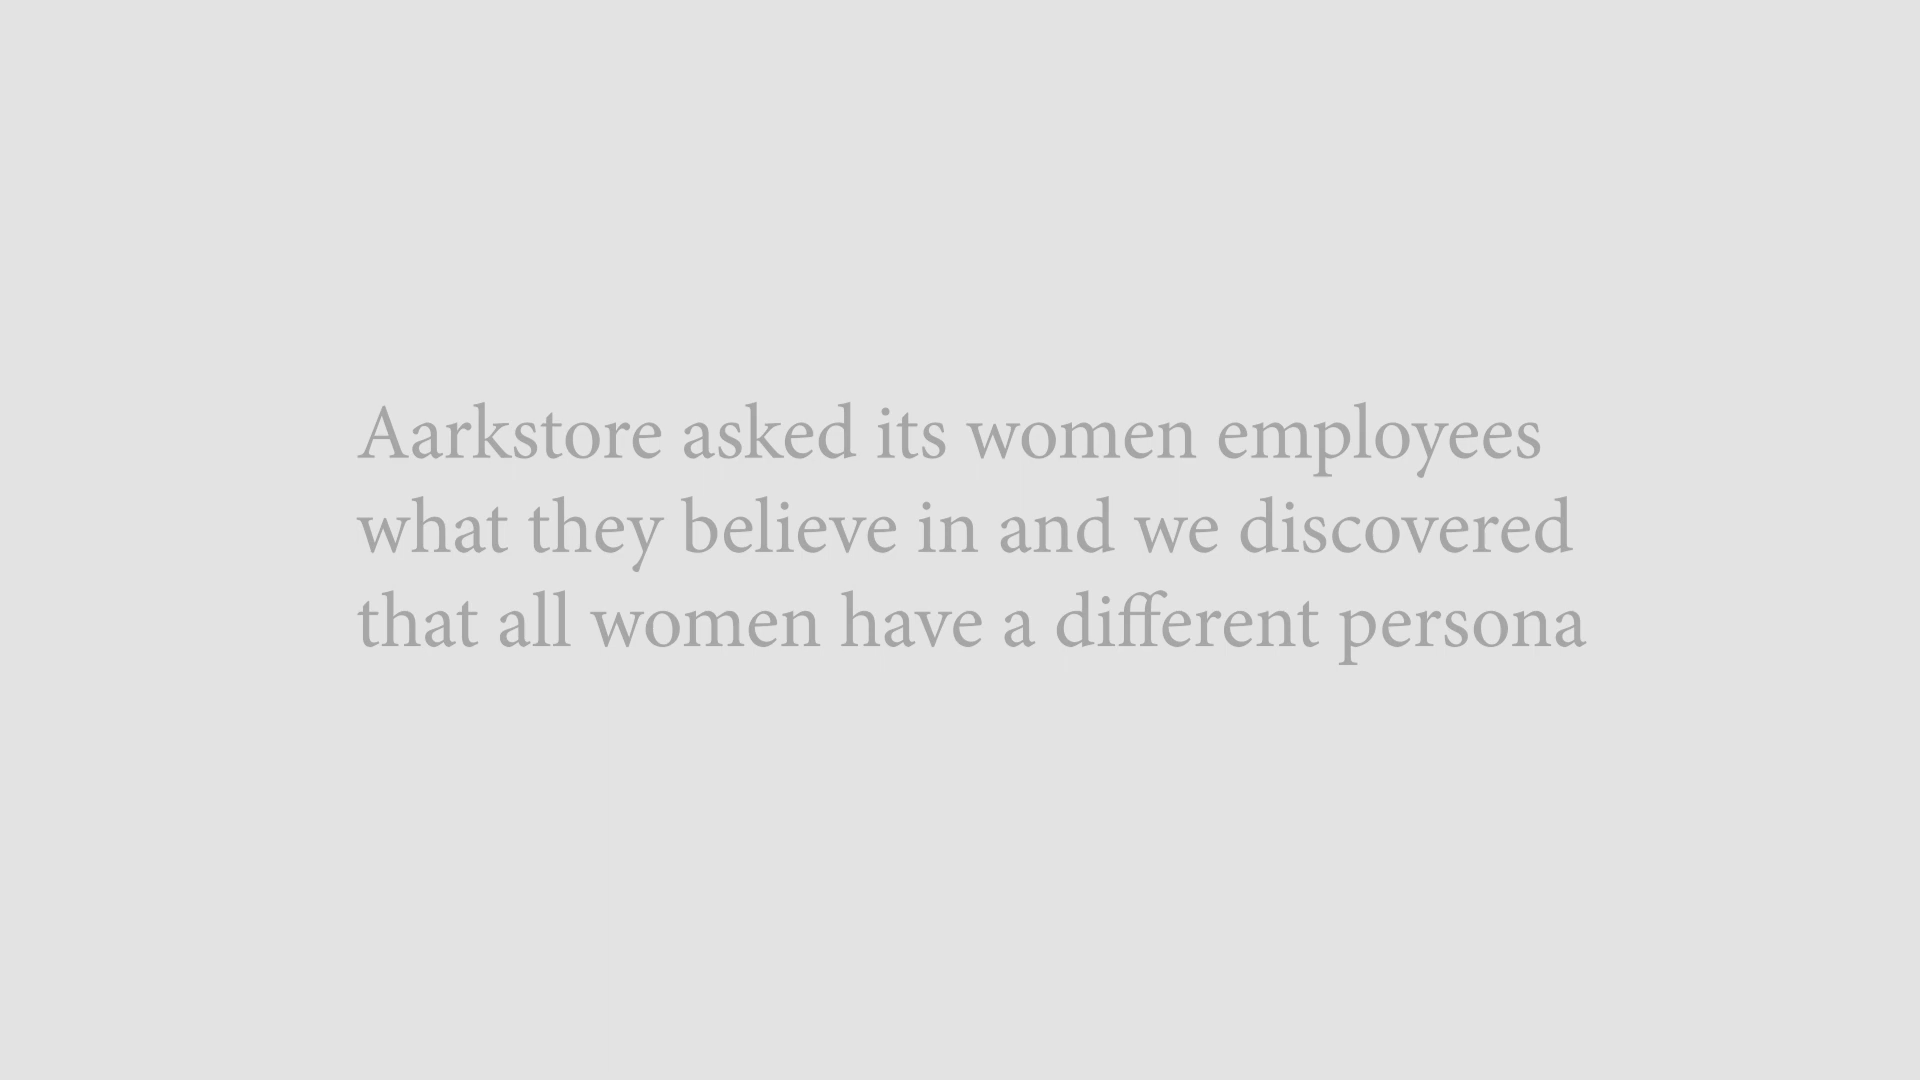 Aarkstore asked its women employees
what they believe in and we discovered
that all women have a different persona